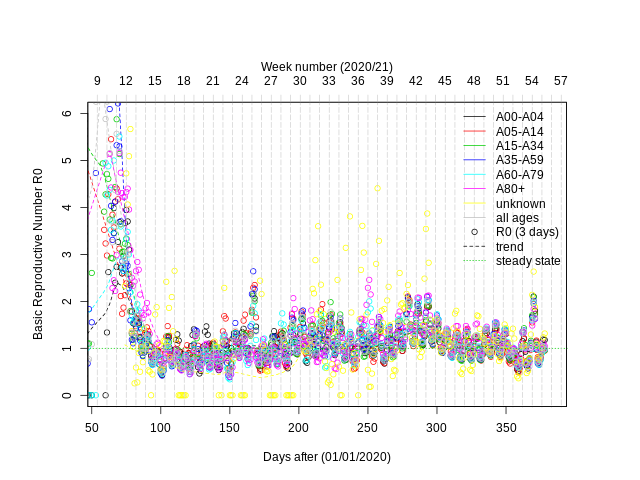 Week number (2020/21)
9 12 15 18 21 24 27 30 33 36 39 42 45 48 51 54 57
Basic Reproductive Number R0
6
5
4
3
2
1
0
A00-A04
A05-A14
A15-A34
A35-A59
A60-A79
A80+
unknown
all ages
R0 (3 days)
trend
steady state
50 100 150 200 250 300 350
Days after (01/01/2020)